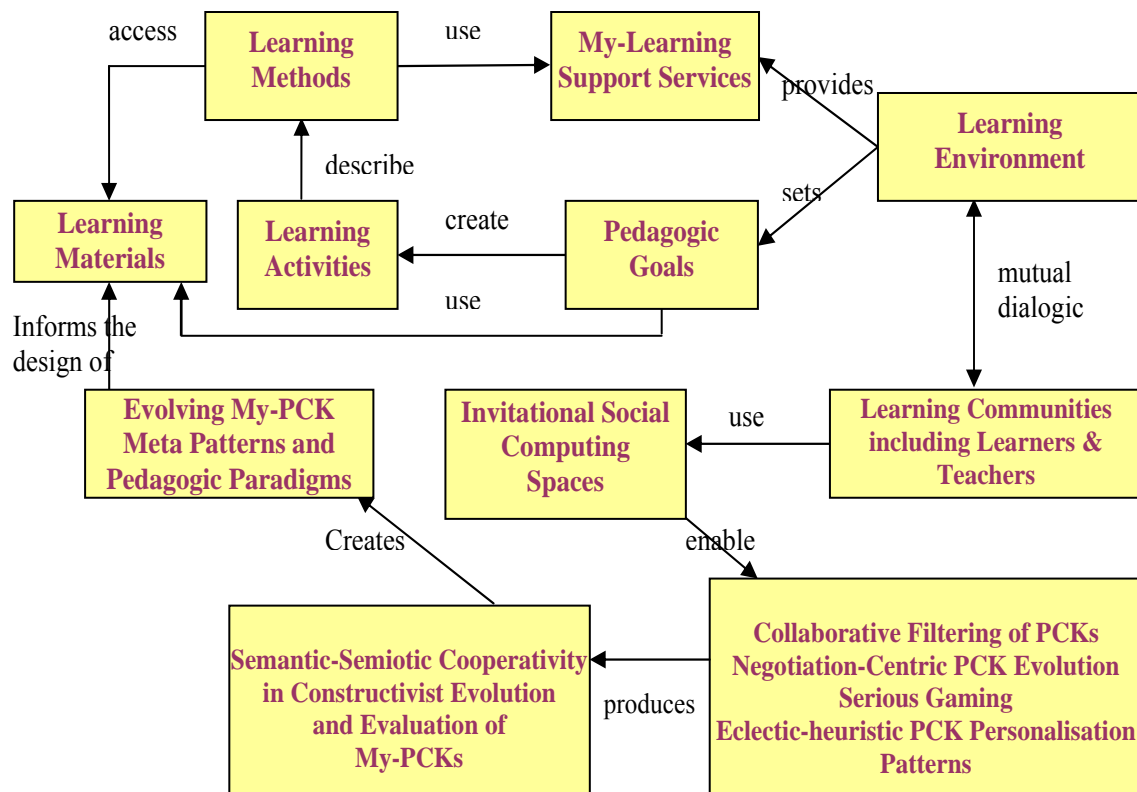 access
Learning
Methods
use
My-Learning
Support Services
provides
Learning
Environment
describe
sets
Learning
Materials
Learning
Activities
create
Pedagogic
Goals
use
mutual
dialogic
Informs the
design of
Evolving My-PCK
Meta Patterns and
Pedagogic Paradigms
Invitational Social
Computing
Spaces
use
Learning Communities
including Learners &
Teachers
Creates
enable
Semantic-Semiotic Cooperativity
in Constructivist Evolution
and Evaluation of
My-PCKs
produces
Collaborative Filtering of PCKs
Negotiation-Centric PCK Evolution
Serious Gaming
Eclectic-heuristic PCK Personalisation
Patterns